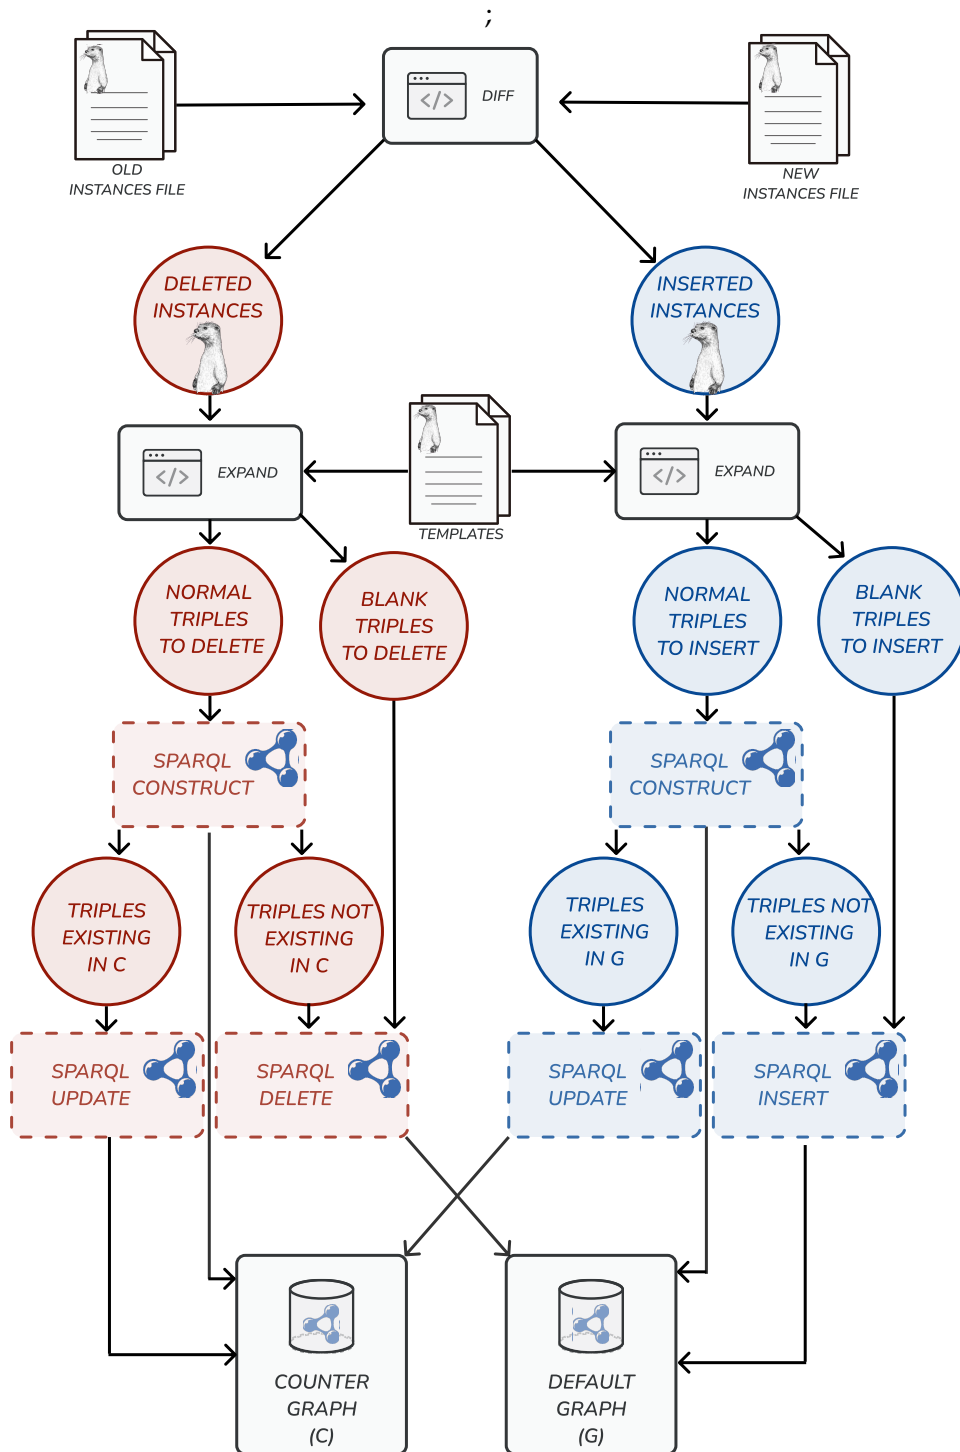 ;
DIFF
OLD
INSTANCES FILE
NEW
INSTANCES FILE
DELETED
INSTANCES
INSERTED
INSTANCES
EXPAND
EXPAND
TEMPLATES
NORMAL
TRIPLES
TO DELETE
BLANK
TRIPLES
TO DELETE
NORMAL
TRIPLES
TO INSERT
BLANK
TRIPLES
TO INSERT
SPARQL
CONSTRUCT
SPARQL
CONSTRUCT
TRIPLES
EXISTING
IN C
TRIPLES NOT
EXISTING
IN C
TRIPLES
EXISTING
IN G
TRIPLES NOT
EXISTING
IN G
SPARQL
UPDATE
SPARQL
DELETE
SPARQL
UPDATE
SPARQL
INSERT
COUNTER
GRAPH
(C)
DEFAULT
GRAPH
(G)